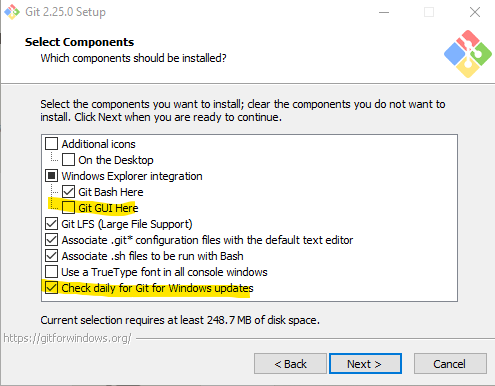 Git 2.25.0 Setup
Select Components
Which components should be installed?
Select the components you want to install; clear the components you do not want to
install. Click Next when you are ready to continue.
Additional icons
On the Desktop
Windows Explorer integration
Git Bash Here
Git GUI Here
Git LFS (Large File Support)
Associate .git* configuration files with the default text editor
Associate .sh files to be run with Bash
Use a TrueType font in all console windows
Check daily for Git for Windows updates
Current selection requires at least 248.7 MB of disk space.
https://gitforwindows.org/
< Back
Next >
Cancel